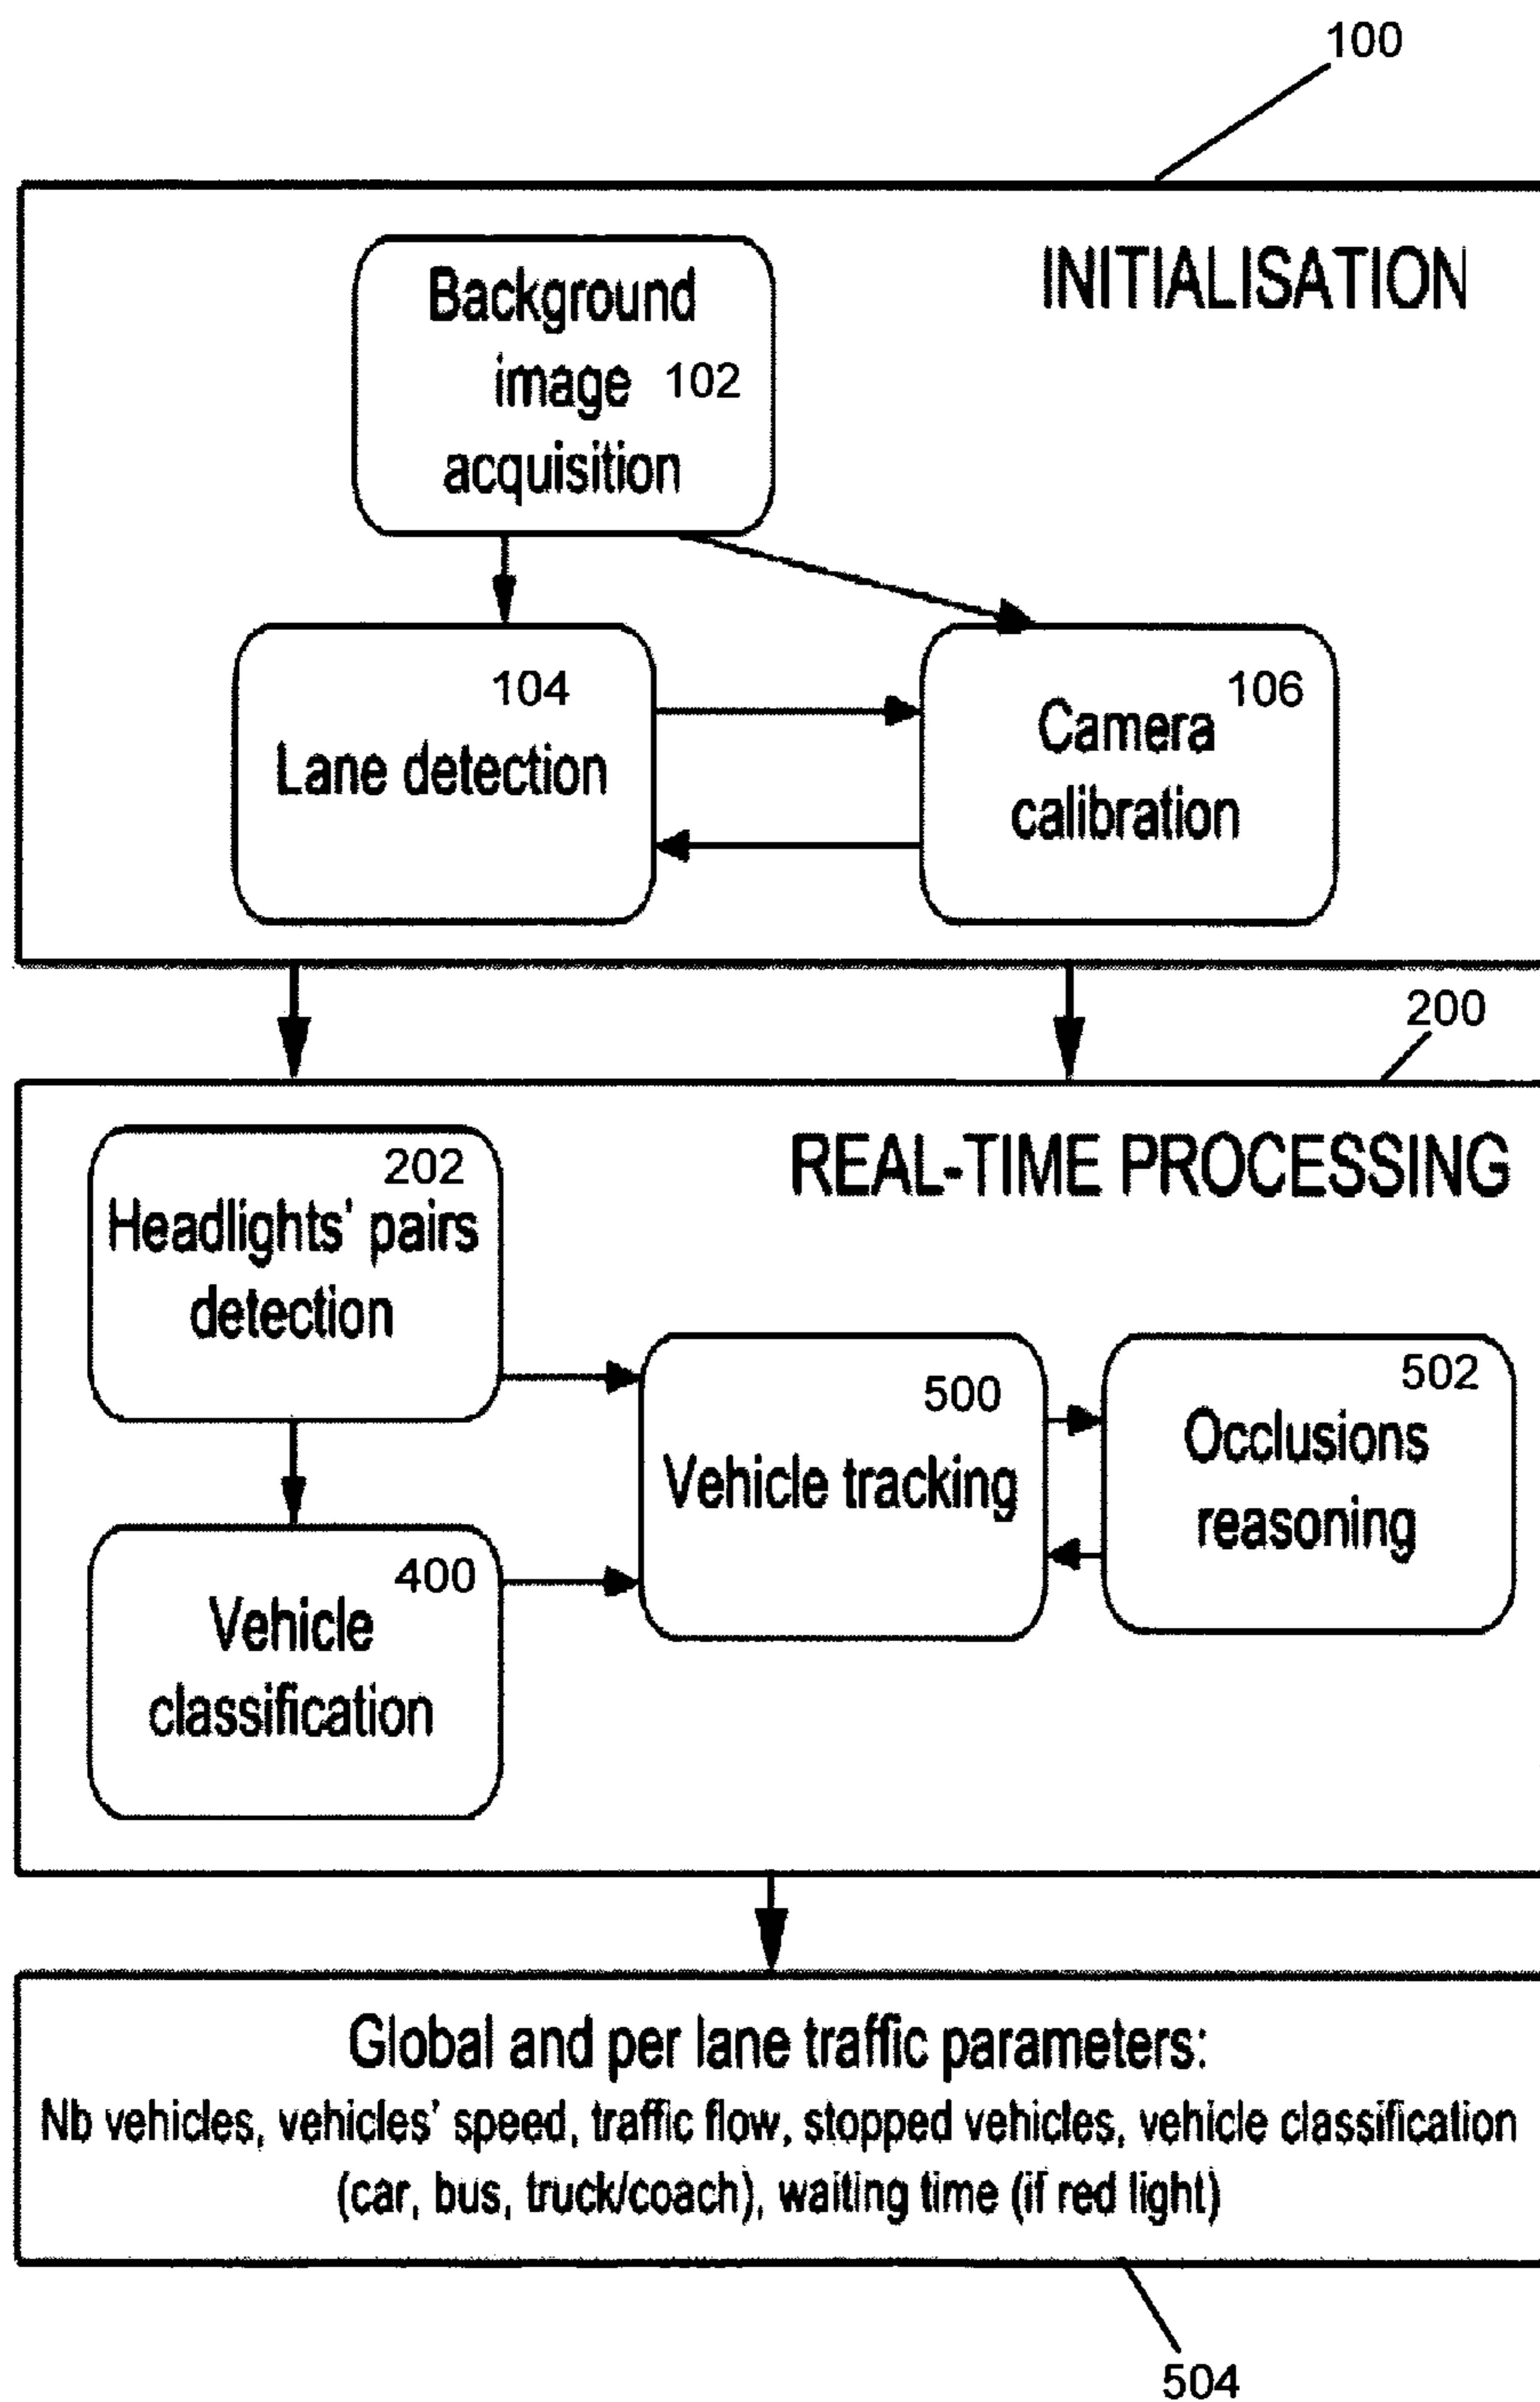 100
INITIALISATION
Background
image 102
acquisition
104
Lane detection
106
Camera
calibration
200
REAL-TIME PROCESSING
202
Headlights' pairs
detection
500
Vehicle tracking
502
Occlusions
reasoning
400
Vehicle
classification
Global and per lane traffic parameters:
Nb vehicles, vehicles' speed, traffic flow, stopped vehicles, vehicle classification
(car, bus, truck/coach), waiting time (if red light)
504